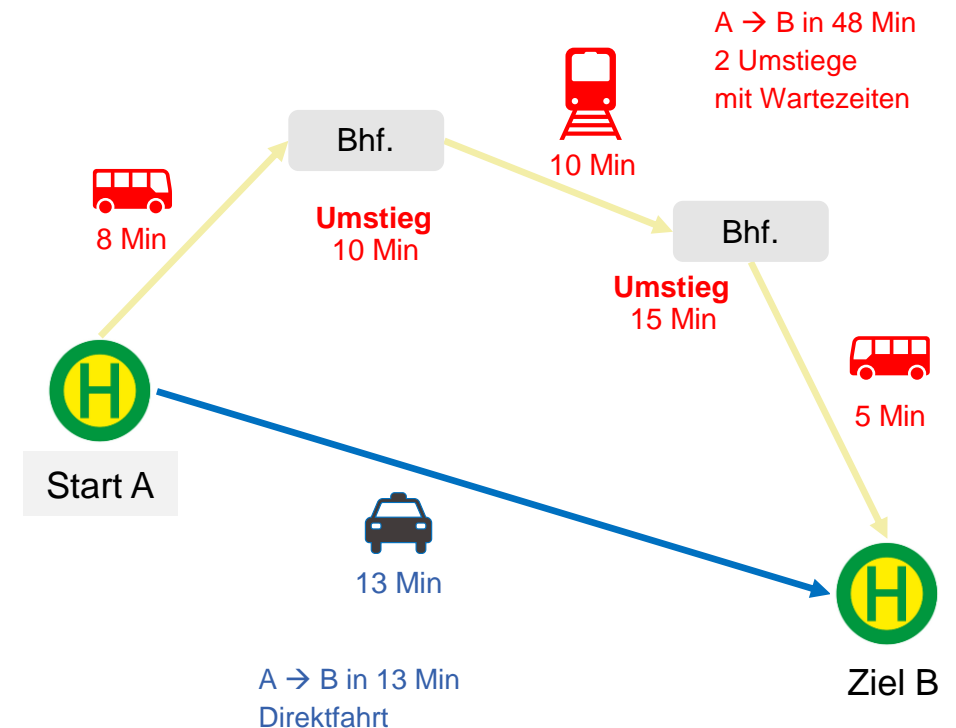 A → B in 48 Min
2 Umstiege
mit Wartezeiten
Bhf.
10 Min
8 Min
Umstieg
10 Min
Bhf.
Umstieg
15 Min
H
5 Min
Start A
13 Min
H
A → B in 13 Min
Direktfahrt
Ziel B